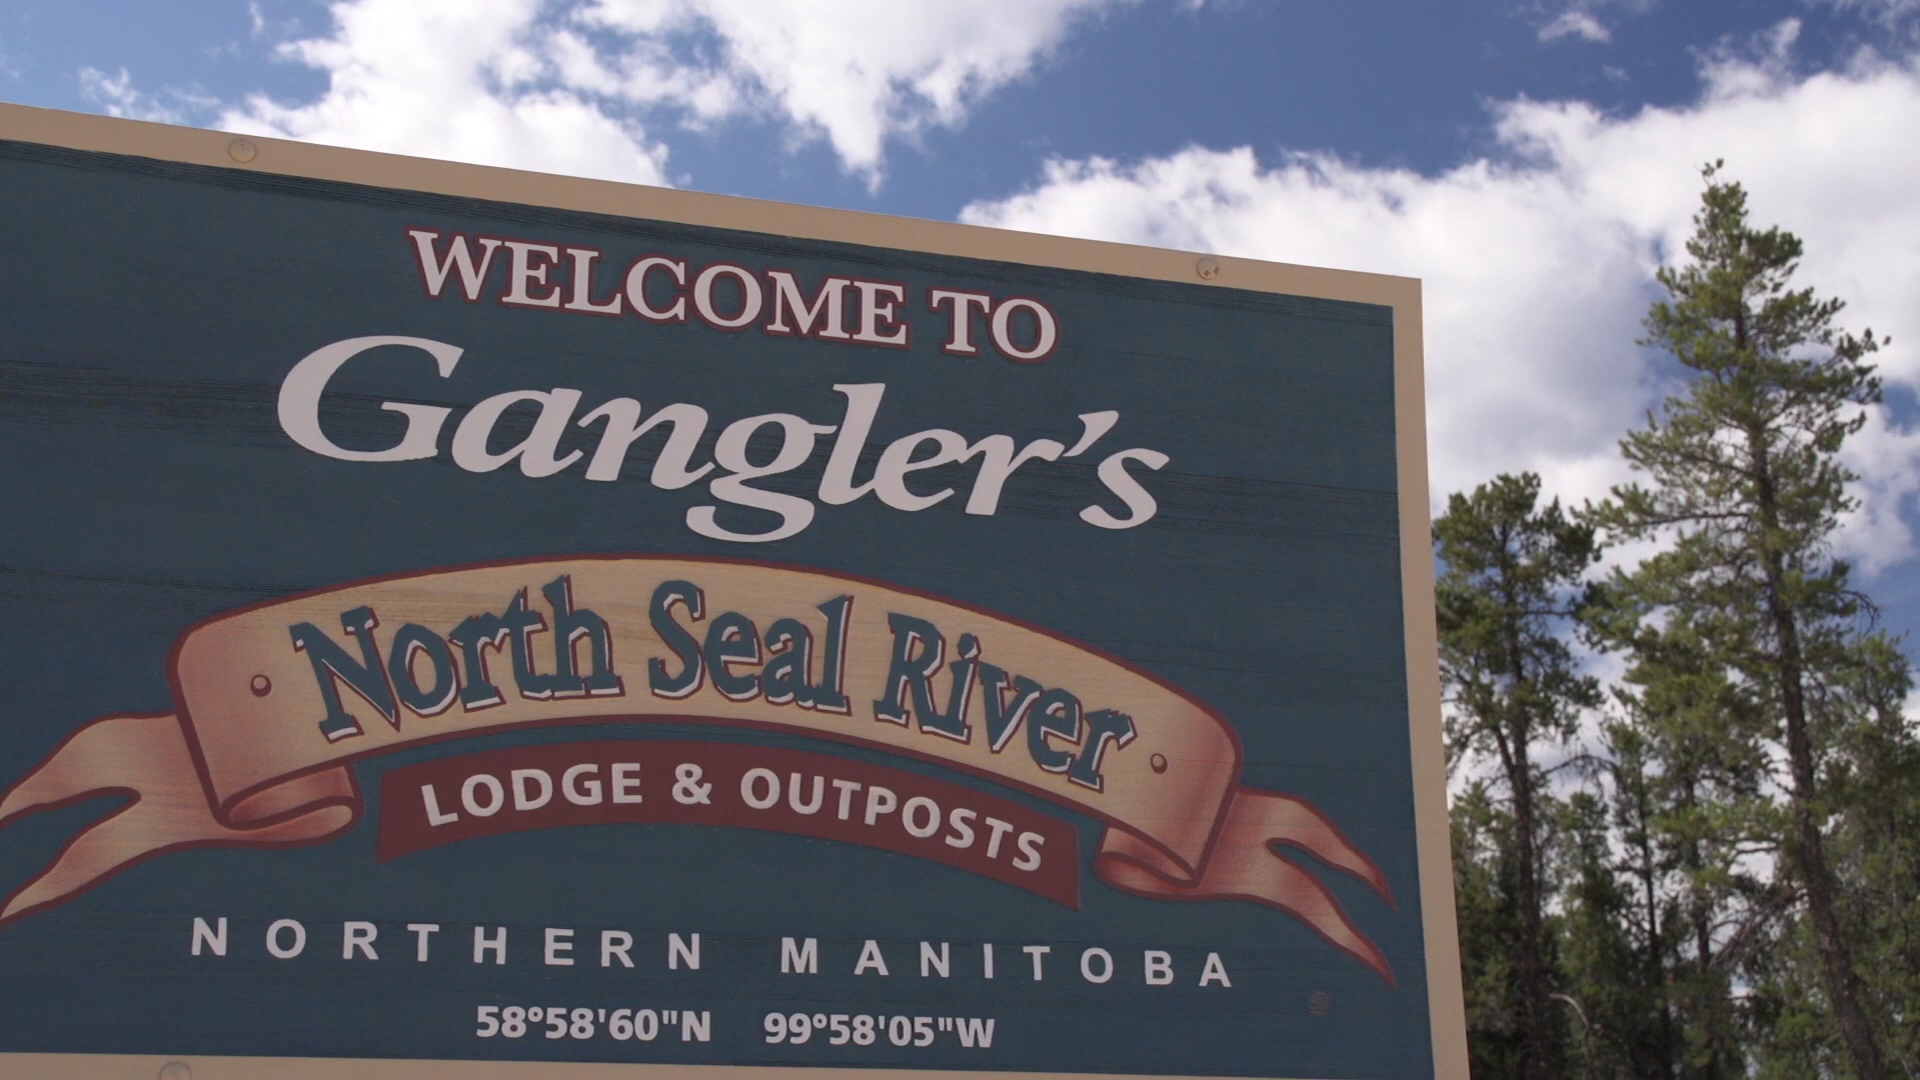 WELCOME TO
Gangler's
North Seal River
LODGE & OUTPOSTS
NORTHERN MANITOBA
58°58'60"N 99°58'05"W